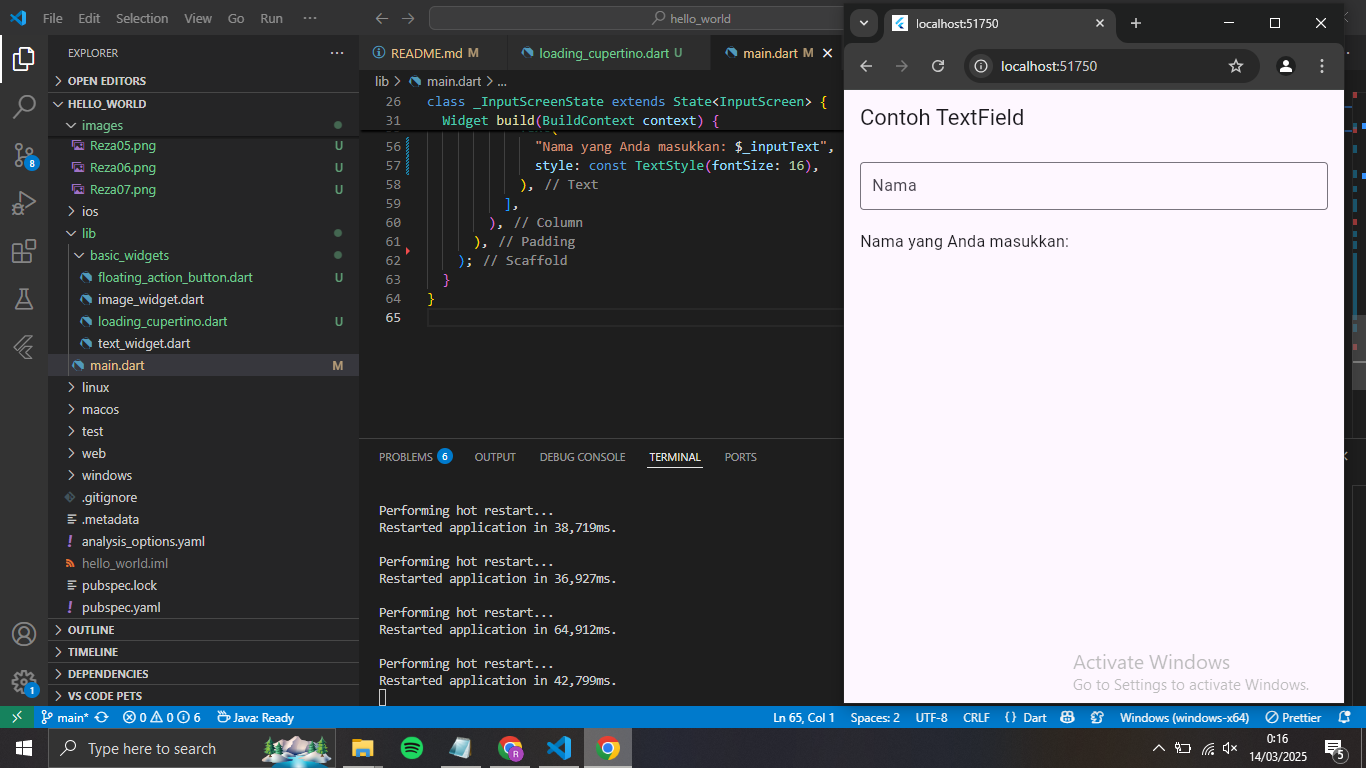 File Edit Selection View Go Run ···
hello_world
EXPLORER ···
OPEN EDITORS
HELLO_WORLD
images
Reza05.png U
Reza06.png U
Reza07.png U
ios
lib
basic_widgets
floating_action_button.dart U
image_widget.dart
loading_cupertino.dart U
text_widget.dart
main.dart M
linux
macos
test
web
windows
.gitignore
.metadata
! analysis_options.yaml
hello_world.iml
pubspec.lock
! pubspec.yaml
OUTLINE
TIMELINE
DEPENDENCIES
VS CODE PETS
8
1
README.md M
loading_cupertino.dart U
main.dart M
lib > main.dart > ...
26 class _InputScreenState extends State<InputScreen> {
31 Widget build(BuildContext context) {
56 "Nama yang Anda masukkan: $_inputText",
57 style: const TextStyle(fontSize: 16),
58 ), // Text
59 ],
60 ), // Column
61 ), // Padding
62 ); // Scaffold
63 }
64 }
65
PROBLEMS 6 OUTPUT DEBUG CONSOLE TERMINAL PORTS
Performing hot restart...
Restarted application in 38,719ms.
Performing hot restart...
Restarted application in 36,927ms.
Performing hot restart...
Restarted application in 64,912ms.
Performing hot restart...
Restarted application in 42,799ms.
localhost:51750
localhost:51750
Contoh TextField
Nama
Nama yang Anda masukkan:
Activate Windows
Go to Settings to activate Windows.
main* 0 0 6 Java: Ready
Ln 65, Col 1 Spaces: 2 UTF-8 CRLF {} Dart Windows (windows-x64) Prettier
Type here to search
R
0:16
14/03/2025
5